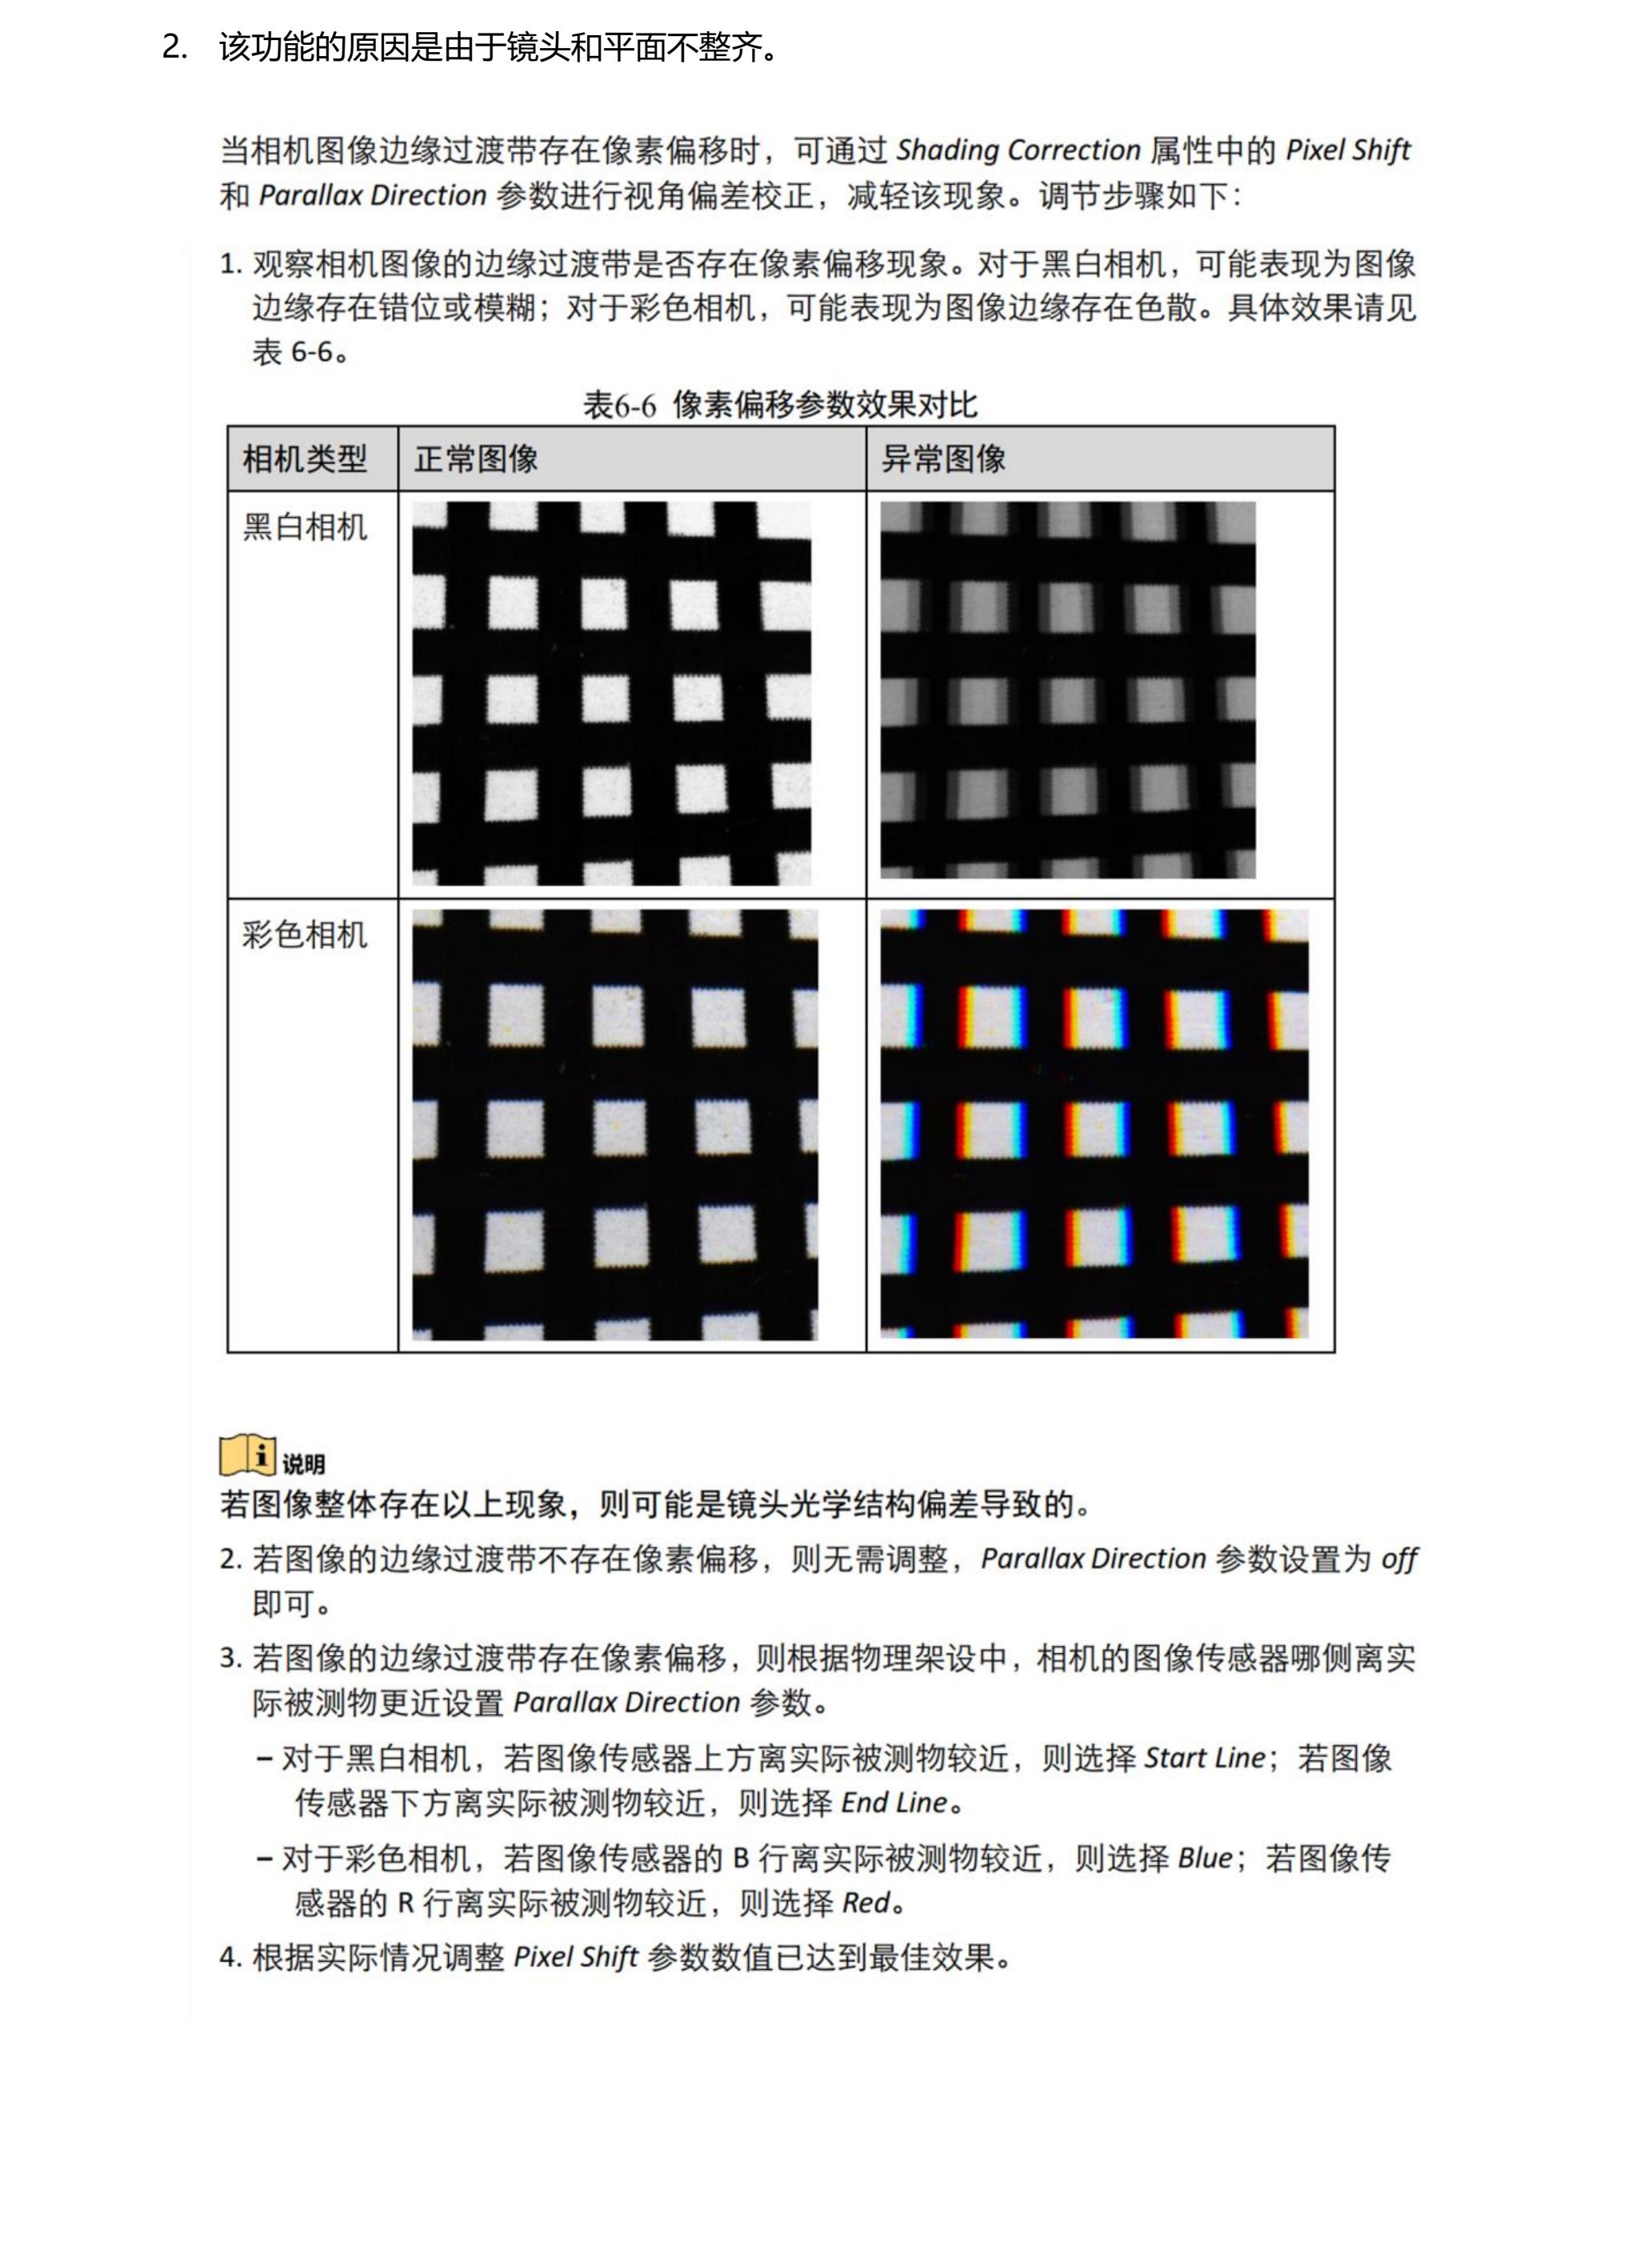 2. 该功能的原因是由于镜头和平面不整齐。
当相机图像边缘过渡带存在像素偏移时，可通过 Shading Correction 属性中的 Pixel Shift
和 Parallax Direction 参数进行视角偏差校正，减轻该现象。调节步骤如下：
1. 观察相机图像的边缘过渡带是否存在像素偏移现象。对于黑白相机，可能表现为图像
边缘存在错位或模糊；对于彩色相机，可能表现为图像边缘存在色散。具体效果请见
表 6-6。
表6-6 像素偏移参数效果对比
相机类型 正常图像 异常图像
黑白相机
彩色相机
i 说明
若图像整体存在以上现象，则可能是镜头光学结构偏差导致的。
2. 若图像的边缘过渡带不存在像素偏移，则无需调整，Parallax Direction 参数设置为 off
即可。
3. 若图像的边缘过渡带存在像素偏移，则根据物理架设中，相机的图像传感器哪侧离实
际被测物更近设置 Parallax Direction 参数。
– 对于黑白相机，若图像传感器上方离实际被测物较近，则选择 Start Line；若图像
传感器下方离实际被测物较近，则选择 End Line。
– 对于彩色相机，若图像传感器的 B 行离实际被测物较近，则选择 Blue；若图像传
感器的 R 行离实际被测物较近，则选择 Red。
4. 根据实际情况调整 Pixel Shift 参数数值已达到最佳效果。